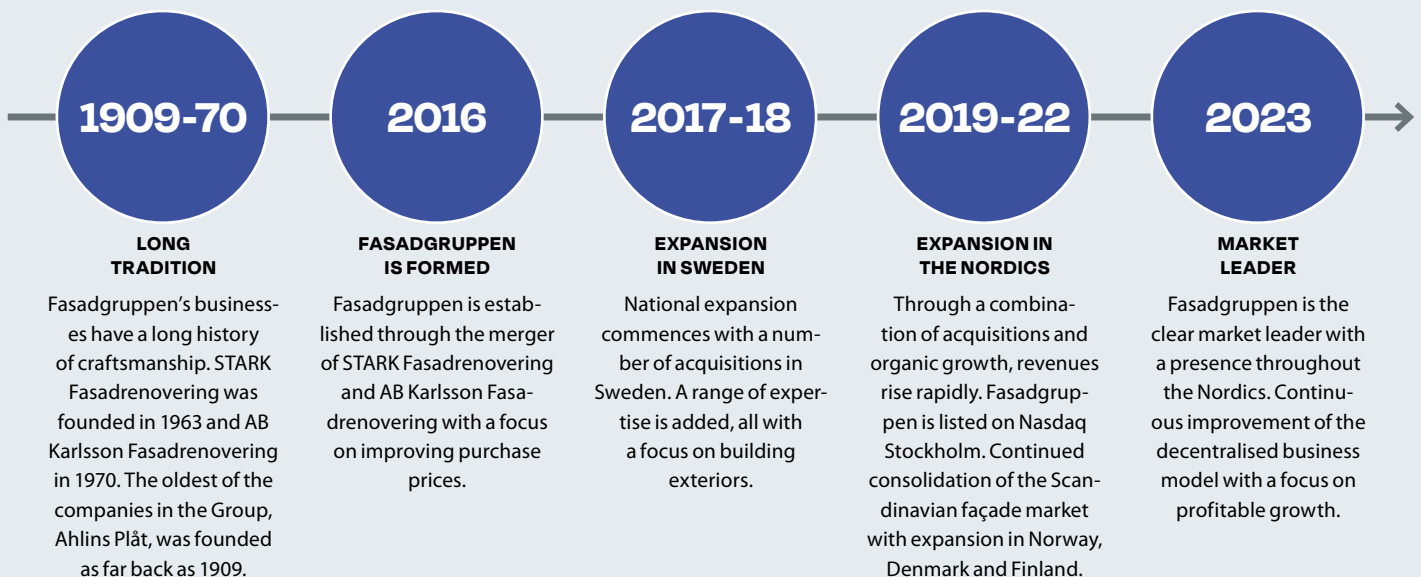 1909-70
LONG
TRADITION
Fasadgruppen's business-
es have a long history
of craftsmanship. STARK
Fasadrenovering was
founded in 1963 and AB
Karlsson Fasadrenovering
in 1970. The oldest of the
companies in the Group,
Ahlins Plåt, was founded
as far back as 1909.
2016
FASADGRUPPEN
IS FORMED
Fasadgruppen is estab-
lished through the merger
of STARK Fasadrenovering
and AB Karlsson Fasa-
drenovering with a focus
on improving purchase
prices.
2017-18
EXPANSION
IN SWEDEN
National expansion
commences with a num-
ber of acquisitions in
Sweden. A range of exper-
tise is added, all with
a focus on building
exteriors.
2019-22
EXPANSION IN
THE NORDICS
Through a combina-
tion of acquisitions and
organic growth, revenues
rise rapidly. Fasadgrup-
pen is listed on Nasdaq
Stockholm. Continued
consolidation of the Scan-
dinavian façade market
with expansion in Norway,
Denmark and Finland.
2023
MARKET
LEADER
Fasadgruppen is the
clear market leader with
a presence throughout
the Nordics. Continu-
ous improvement of the
decentralised business
model with a focus on
profitable growth.